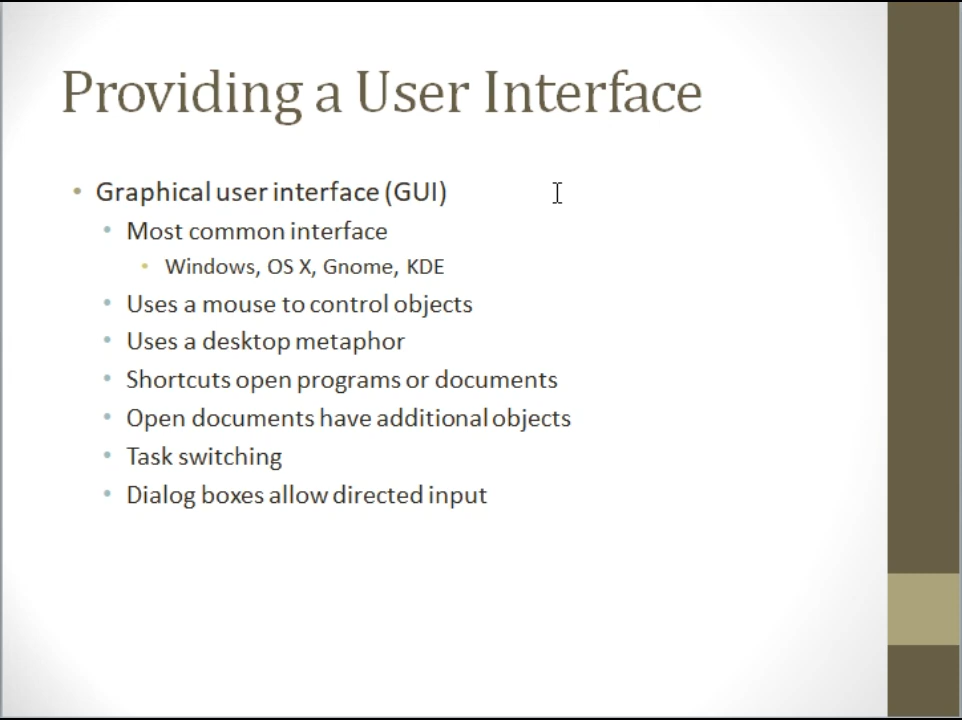 Providing a User Interface
Graphical user interface (GUI)
Most common interface
Windows, OS X, Gnome, KDE
Uses a mouse to control objects
Uses a desktop metaphor
Shortcuts open programs or documents
Open documents have additional objects
Task switching
Dialog boxes allow directed input